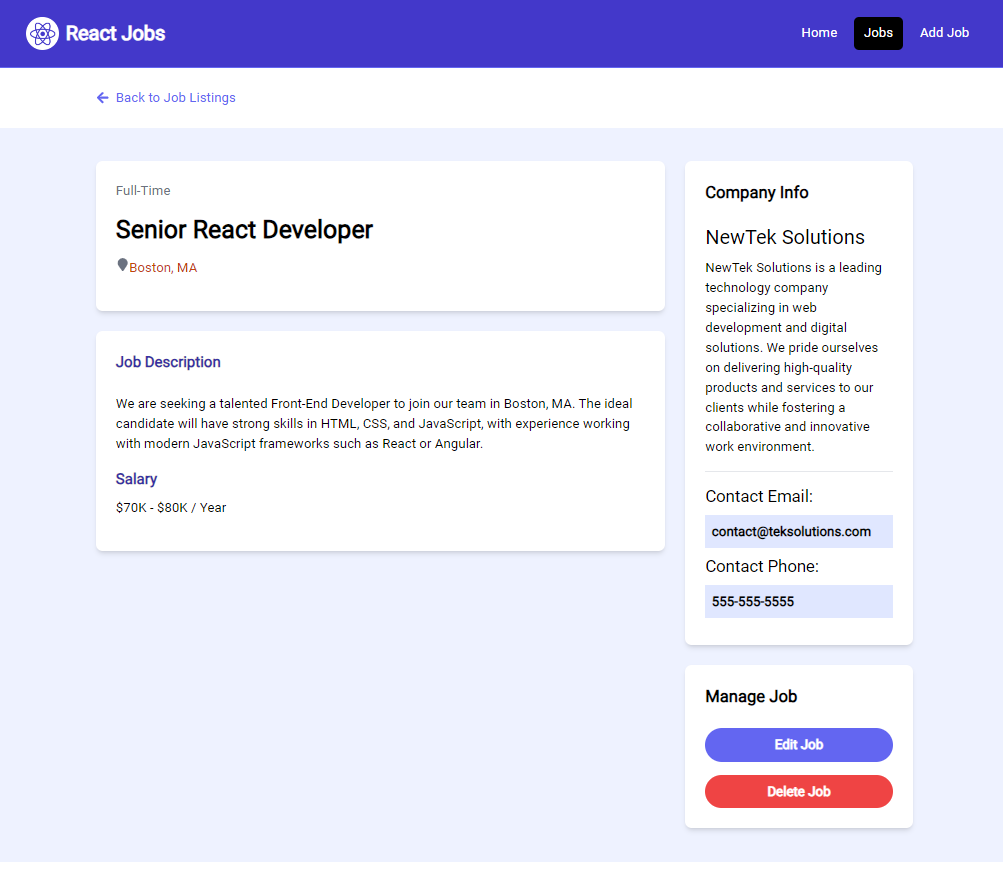 React Jobs
Home
Jobs
Add Job
Back to Job Listings
Full-Time
Senior React Developer
Boston, MA
Job Description
We are seeking a talented Front-End Developer to join our team in Boston, MA. The ideal
candidate will have strong skills in HTML, CSS, and JavaScript, with experience working
with modern JavaScript frameworks such as React or Angular.
Salary
$70K - $80K / Year
Company Info
NewTek Solutions
NewTek Solutions is a leading
technology company
specializing in web
development and digital
solutions. We pride ourselves
on delivering high-quality
products and services to our
clients while fostering a
collaborative and innovative
work environment.
Contact Email:
contact@teksolutions.com
Contact Phone:
555-555-5555
Manage Job
Edit Job
Delete Job